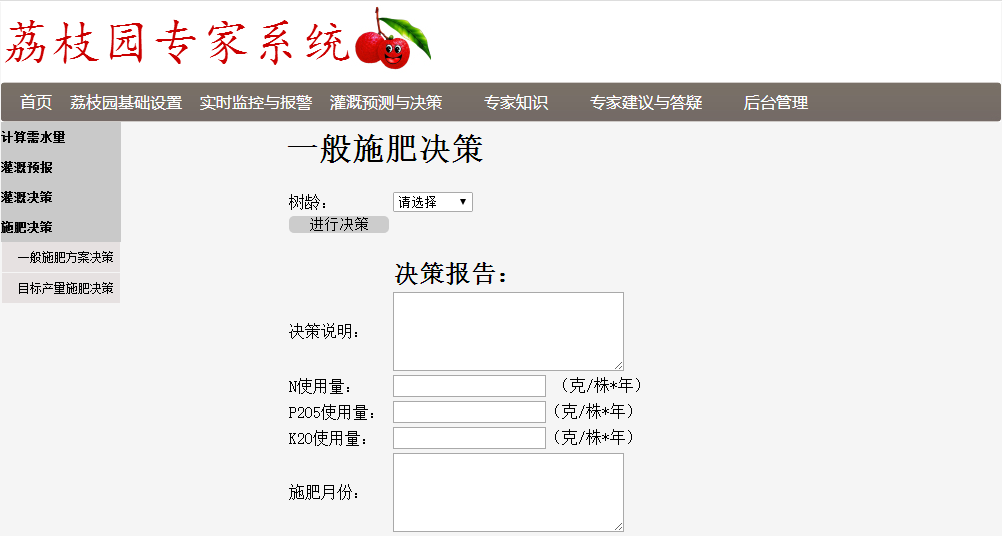 荔枝园专家系统
首页 荔枝园基础设置 实时监控与报警 灌溉预测与决策 专家知识 专家建议与答疑 后台管理
计算需水量
灌溉预报
灌溉决策
施肥决策
一般施肥方案决策
目标产量施肥决策
一般施肥决策
树龄： 请选择
进行决策
决策报告：
决策说明：
N使用量： （克/株*年）
P2O5使用量： （克/株*年）
K2O使用量： （克/株*年）
施肥月份：